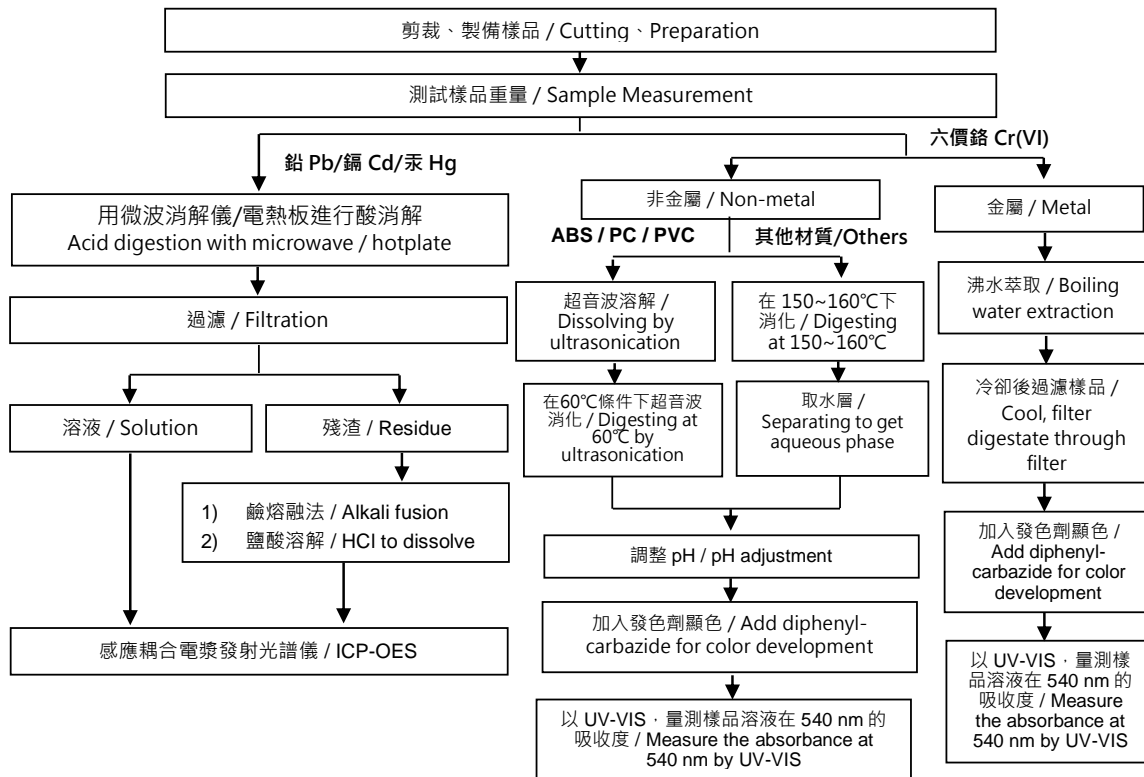 剪裁、製備樣品 / Cutting、Preparation
測試樣品重量 / Sample Measurement
鉛 Pb/鎘 Cd/汞 Hg
六價鉻 Cr(VI)
用微波消解儀/電熱板進行酸消解
Acid digestion with microwave / hotplate
過濾 / Filtration
溶液 / Solution
殘渣 / Residue
1) 鹼熔融法 / Alkali fusion
2) 鹽酸溶解 / HCl to dissolve
感應耦合電漿發射光譜儀 / ICP-OES
非金屬 / Non-metal
ABS / PC / PVC
其他材質/Others
超音波溶解 /
Dissolving by
ultrasonication
在60℃條件下超音波
消化 / Digesting at
60℃ by
ultrasonication
在 150~160℃下
消化 / Digesting
at 150~160℃
取水層 /
Separating to get
aqueous phase
調整 pH / pH adjustment
加入發色劑顯色 / Add diphenyl-
carbazide for color development
以 UV-VIS﹐量測樣品溶液在 540 nm 的
吸收度 / Measure the absorbance at
540 nm by UV-VIS
金屬 / Metal
沸水萃取 / Boiling
water extraction
冷卻後過濾樣品 /
Cool, filter
digestate through
filter
加入發色劑顯色 /
Add diphenyl-
carbazide for color
development
以 UV-VIS﹐量測樣
品溶液在 540 nm 的
吸收度 / Measure
the absorbance at
540 nm by UV-VIS